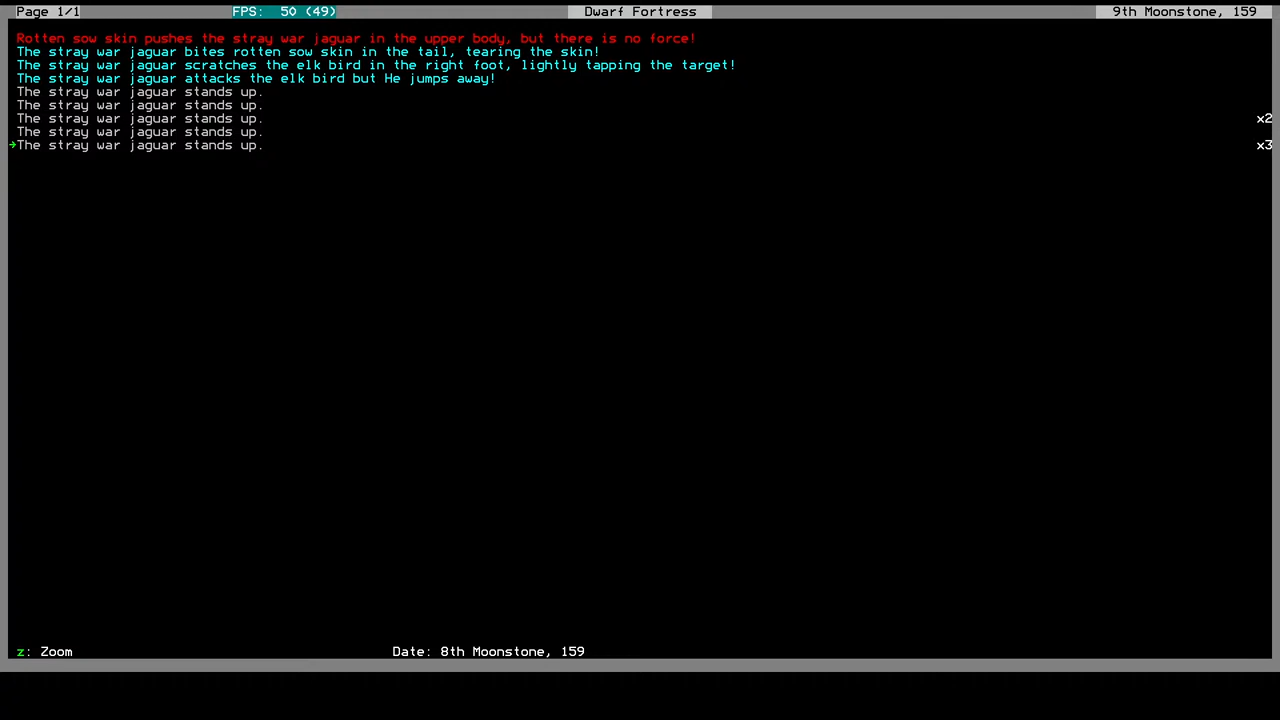 Page 1/1 FPS: 50 (49) Dwarf Fortress 9th Moonstone, 159
Rotten sow skin pushes the stray war jaguar in the upper body, but there is no force!
The stray war jaguar bites rotten sow skin in the tail, tearing the skin!
The stray war jaguar scratches the elk bird in the right foot, lightly tapping the target!
The stray war jaguar attacks the elk bird but He jumps away!
The stray war jaguar stands up.
The stray war jaguar stands up.
The stray war jaguar stands up. x2
The stray war jaguar stands up.
→The stray war jaguar stands up. x3
z: Zoom Date: 8th Moonstone, 159